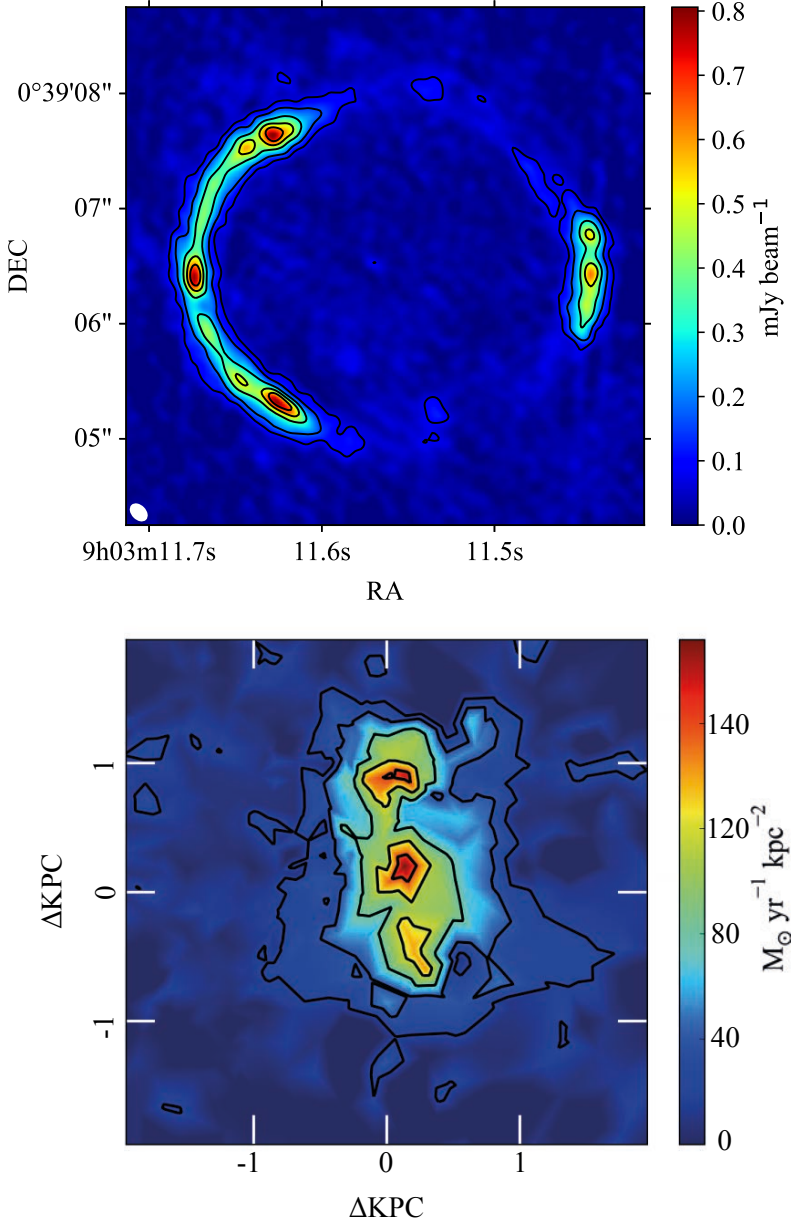 0.8
0°39'08"
0.7
0.6
07"
0.5
DEC
0.4
mJy beam⁻¹
06"
0.3
0.2
05"
0.1
0.0
9h03m11.7s 11.6s 11.5s
RA
140
1
120
ΔKPC
0
80
M⊙ yr⁻¹ kpc⁻²
-1
40
0
-1 0 1
ΔKPC